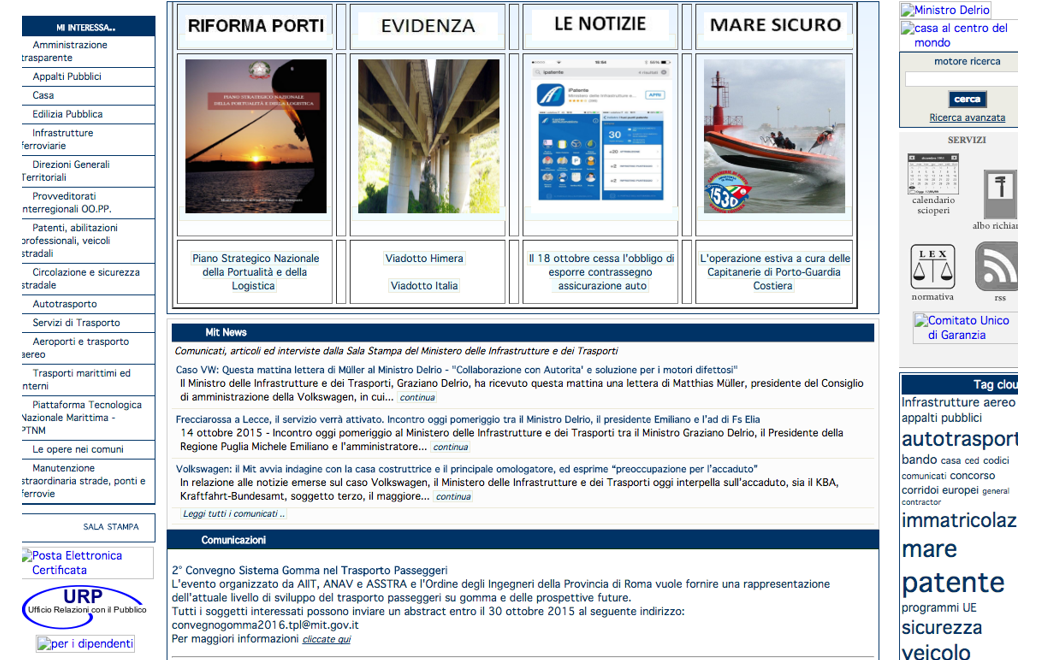 MI INTERESSA..
Amministrazione
trasparente
Appalti Pubblici
Casa
Edilizia Pubblica
Infrastrutture
ferroviarie
Direzioni Generali
Territoriali
Provveditorati
nterregionali OO.PP.
Patenti, abilitazioni
professionali, veicoli
stradali
Circolazione e sicurezza
stradale
Autotrasporto
Servizi di Trasporto
Aeroporti e trasporto
aereo
Trasporti marittimi ed
nterni
Piattaforma Tecnologica
Nazionale Marittima -
PTNM
Le opere nei comuni
Manutenzione
straordinaria strade, ponti e
ferrovie
SALA STAMPA
Posta Elettronica
Certificata
URP
Ufficio Relazioni con il Pubblico
per i dipendenti
RIFORMA PORTI
EVIDENZA
LE NOTIZIE
MARE SICURO
PIANO STRATEGICO NAZIONALE
DELLA PORTUALITÀ E DELLA LOGISTICA
ipatente
iPatente
APRI
30
1530
Piano Strategico Nazionale
della Portualità e della
Logistica
Viadotto Himera
Viadotto Italia
Il 18 ottobre cessa l'obbligo di
esporre contrassegno
assicurazione auto
L'operazione estiva a cura delle
Capitanerie di Porto-Guardia
Costiera
Mit News
Comunicati, articoli ed interviste dalla Sala Stampa del Ministero delle Infrastrutture e dei Trasporti
Caso VW: Questa mattina lettera di Müller al Ministro Delrio - "Collaborazione con Autorita' e soluzione per i motori difettosi"
Il Ministro delle Infrastrutture e dei Trasporti, Graziano Delrio, ha ricevuto questa mattina una lettera di Matthias Müller, presidente del Consiglio
di amministrazione della Volkswagen, in cui... continua
Frecciarossa a Lecce, il servizio verrà attivato. Incontro oggi pomeriggio tra il Ministro Delrio, il presidente Emiliano e l'ad di Fs Elia
14 ottobre 2015 - Incontro oggi pomeriggio al Ministero delle Infrastrutture e dei Trasporti tra il Ministro Graziano Delrio, il Presidente della
Regione Puglia Michele Emiliano e l'amministratore... continua
Volkswagen: il Mit avvia indagine con la casa costruttrice e il principale omologatore, ed esprime “preoccupazione per l'accaduto”
In relazione alle notizie emerse sul caso Volkswagen, il Ministero delle Infrastrutture e dei Trasporti oggi interpella sull'accaduto, sia il KBA,
Kraftfahrt-Bundesamt, soggetto terzo, il maggiore... continua
Leggi tutti i comunicati ..
Comunicazioni
2° Convegno Sistema Gomma nel Trasporto Passeggeri
L'evento organizzato da AIIT, ANAV e ASSTRA e l'Ordine degli Ingegneri della Provincia di Roma vuole fornire una rappresentazione
dell'attuale livello di sviluppo del trasporto passeggeri su gomma e delle prospettive future.
Tutti i soggetti interessati possono inviare un abstract entro il 30 ottobre 2015 al seguente indirizzo:
convegnogomma2016.tpl@mit.gov.it
Per maggiori informazioni cliccate qui
Ministro Delrio
casa al centro del
mondo
motore ricerca
cerca
Ricerca avanzata
SERVIZI
calendario
scioperi
albo richian
LEX
normativa
rss
Comitato Unico
di Garanzia
Tag clou
Infrastrutture aereo
appalti pubblici
autotrasport
bando casa ced codici
comunicati concorso
corridoi europei general
contractor
immatricolaz
mare
patente
programmi UE
sicurezza
veicolo